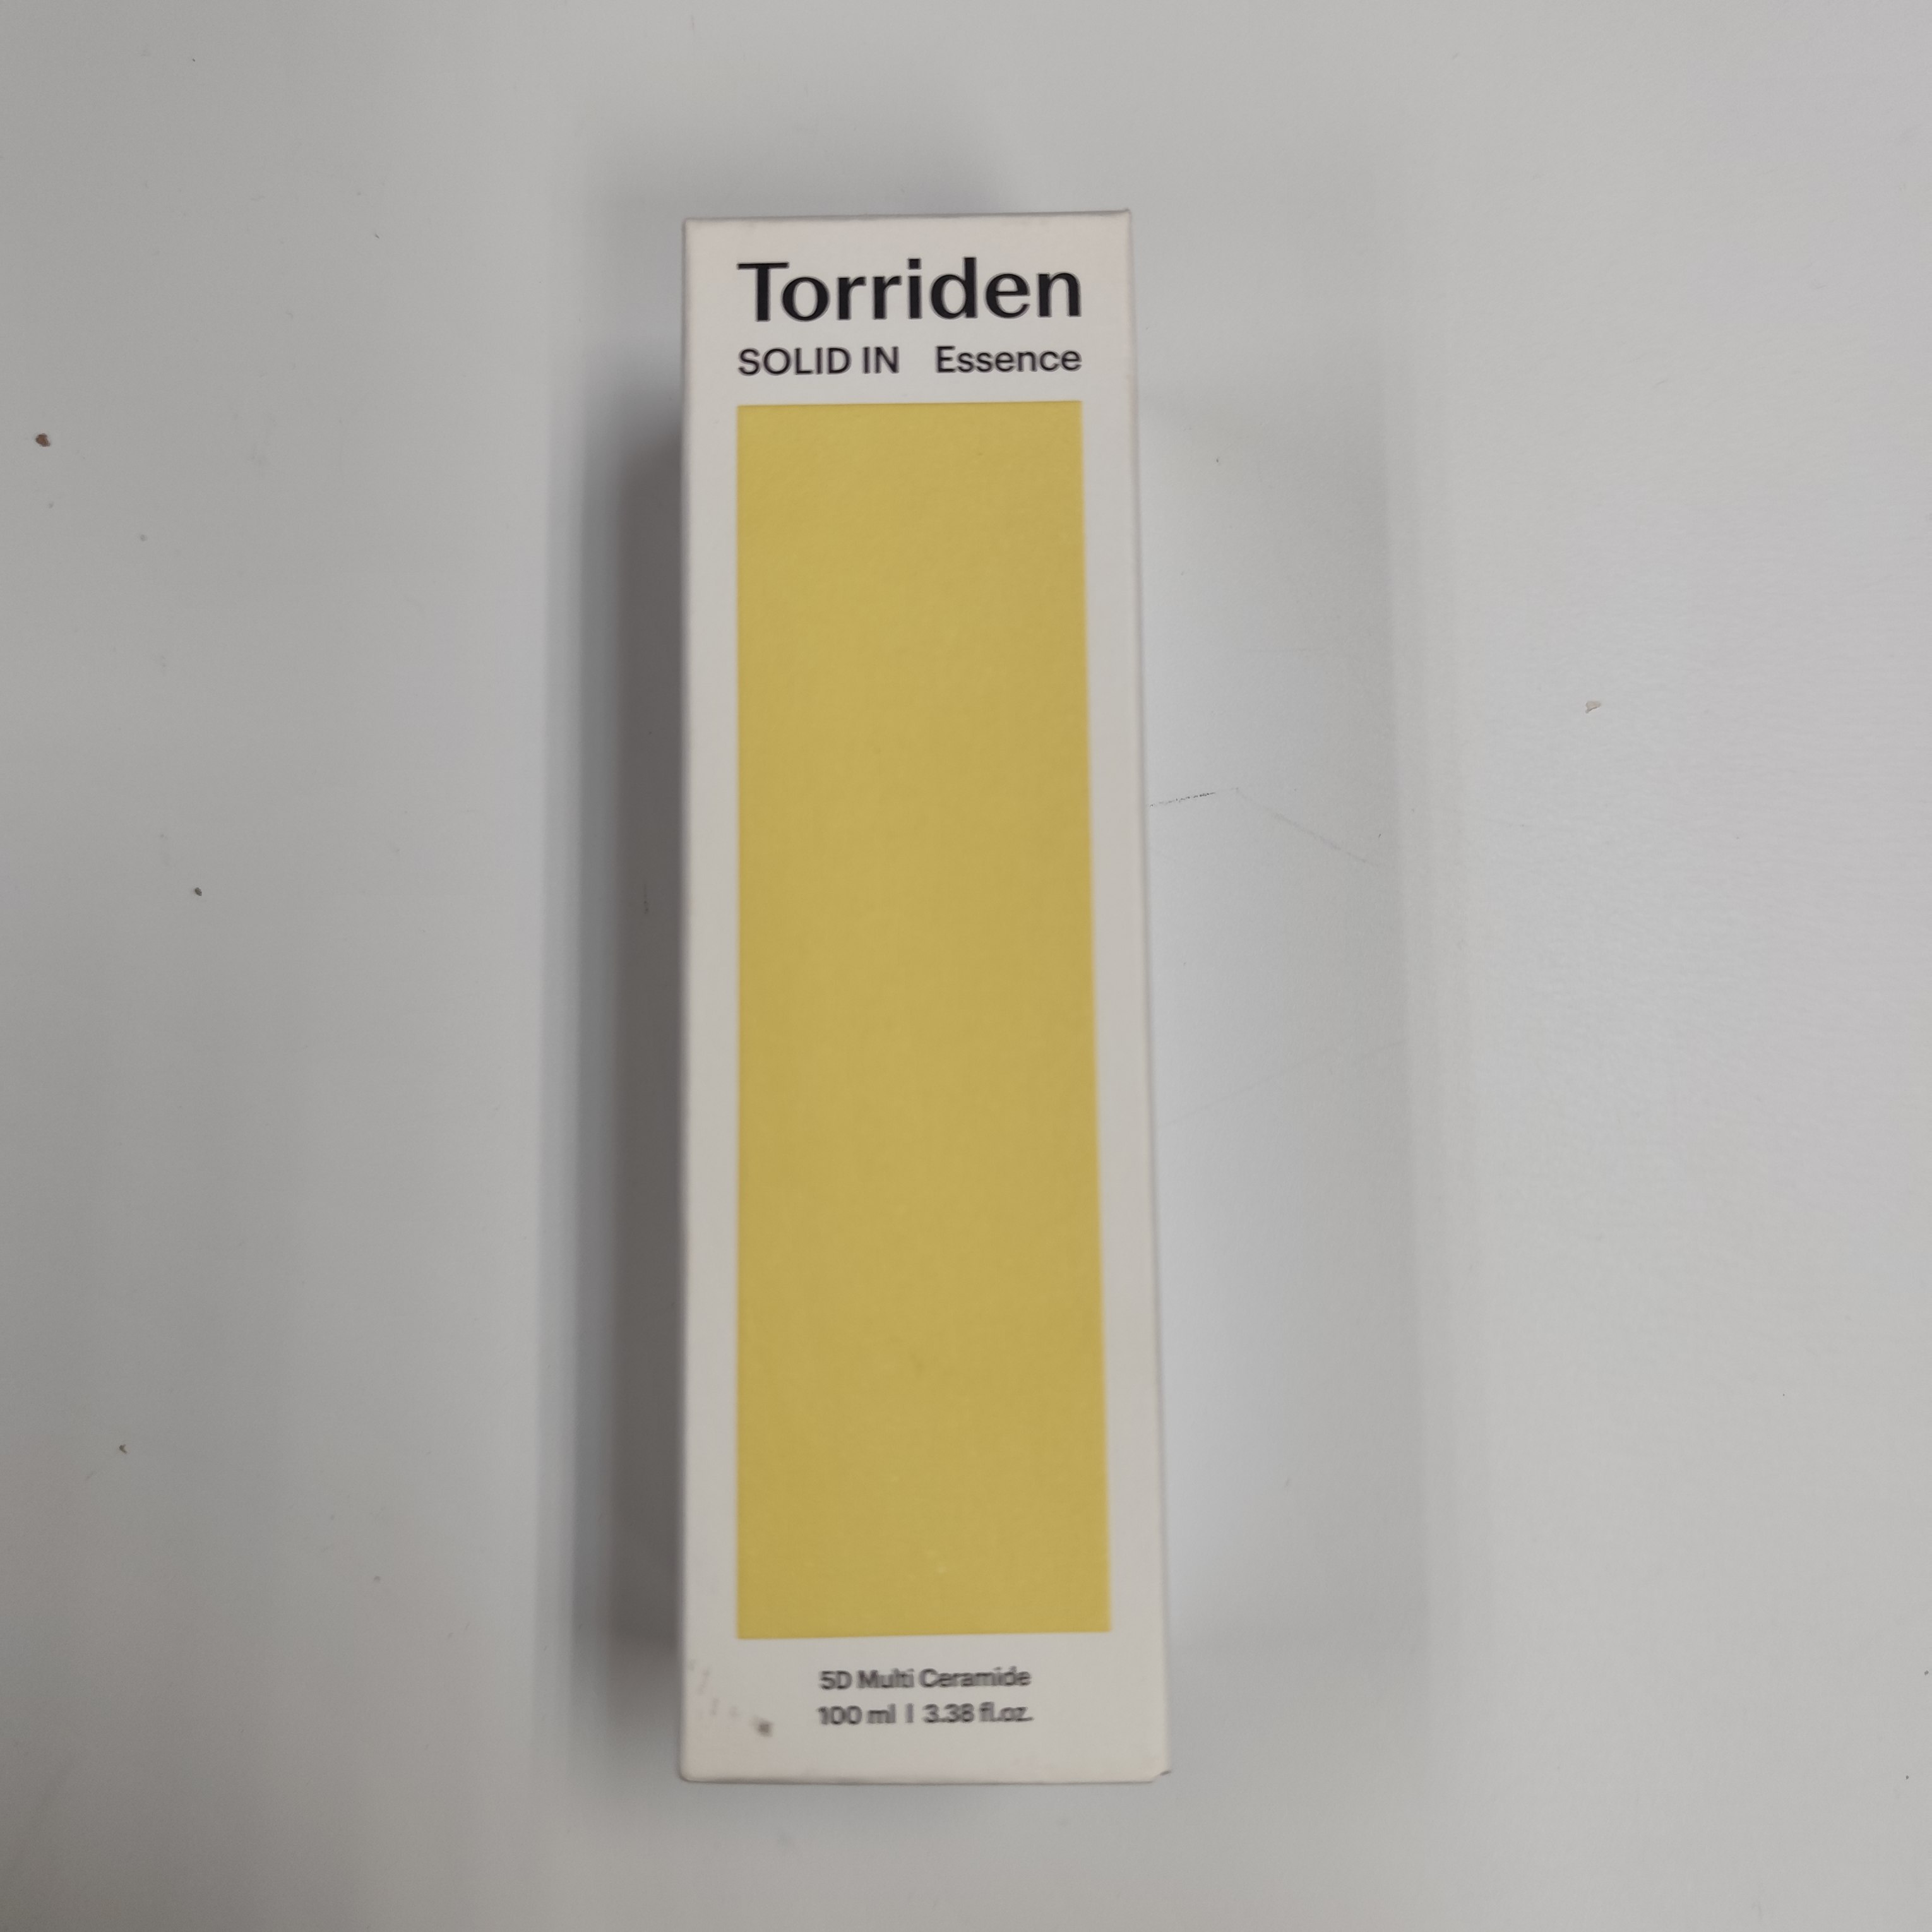 Torriden
SOLID IN Essence
5D Multi Ceramide
100 ml | 3.38 fl.oz.